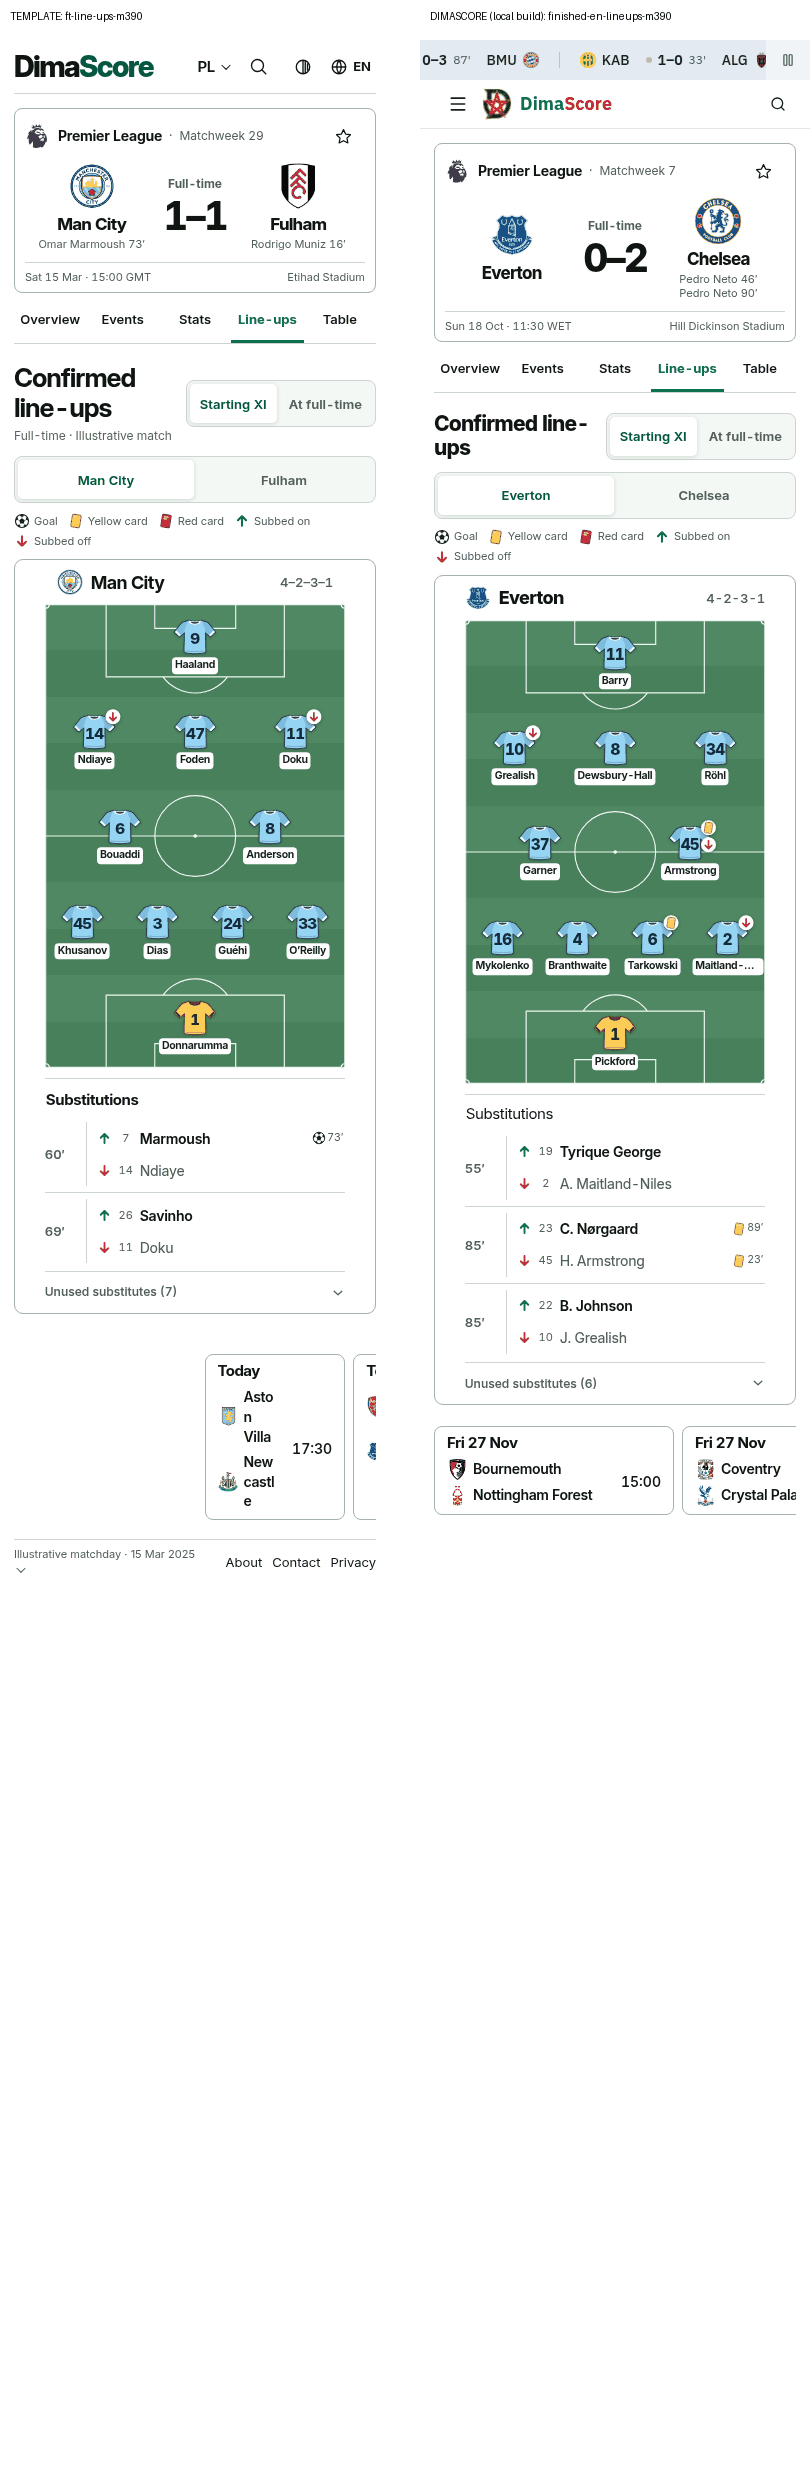 TEMPLATE: ft-line-ups-m390
DimaScore
PL
EN
Premier League · Matchweek 29
Full-time
1–1
Man City
Omar Marmoush 73'
Fulham
Rodrigo Muniz 16'
Sat 15 Mar · 15:00 GMT
Etihad Stadium
Overview
Events
Stats
Line-ups
Table
Confirmed
line-ups
Full-time · Illustrative match
Starting XI
At full-time
Man City
Fulham
Goal
Yellow card
Red card
Subbed on
Subbed off
Man City
4–2–3–1
9
Haaland
14
Ndiaye
47
Foden
11
Doku
6
Bouaddi
8
Anderson
45
Khusanov
3
Dias
24
Guéhi
33
O'Reilly
1
Donnarumma
Substitutions
60'
7 Marmoush
73'
14 Ndiaye
69'
26 Savinho
11 Doku
Unused substitutes (7)
Today
Asto
n
Villa
New
castl
e
17:30
To
Illustrative matchday · 15 Mar 2025
About
Contact
Privacy
DIMASCORE (local build): finished-en-lineups-m390
0–3 87'
BMU
KAB
1–0 33'
ALG
DimaScore
Premier League · Matchweek 7
Full-time
0–2
Everton
Chelsea
Pedro Neto 46'
Pedro Neto 90'
Sun 18 Oct · 11:30 WET
Hill Dickinson Stadium
Overview
Events
Stats
Line-ups
Table
Confirmed line-
ups
Starting XI
At full-time
Everton
Chelsea
Goal
Yellow card
Red card
Subbed on
Subbed off
Everton
4-2-3-1
11
Barry
10
Grealish
8
Dewsbury-Hall
34
Röhl
37
Garner
45
Armstrong
16
Mykolenko
4
Branthwaite
6
Tarkowski
2
Maitland-...
1
Pickford
Substitutions
55'
19 Tyrique George
2 A. Maitland-Niles
85'
23 C. Nørgaard
89'
45 H. Armstrong
23'
85'
22 B. Johnson
10 J. Grealish
Unused substitutes (6)
Fri 27 Nov
Bournemouth
Nottingham Forest
15:00
Fri 27 Nov
Coventry
Crystal Pala